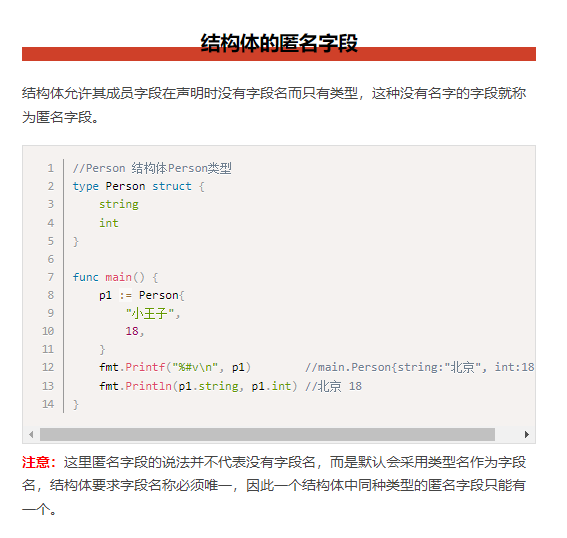 结构体的匿名字段
结构体允许其成员字段在声明时没有字段名而只有类型，这种没有名字的字段就称
为匿名字段。
1 //Person 结构体Person类型
2 type Person struct {
3     string
4     int
5 }
6
7 func main() {
8     p1 := Person{
9         "小王子",
10         18,
11     }
12     fmt.Printf("%#v\n", p1)        //main.Person{string:"北京", int:18
13     fmt.Println(p1.string, p1.int) //北京 18
14 }
注意：这里匿名字段的说法并不代表没有字段名，而是默认会采用类型名作为字段
名，结构体要求字段名称必须唯一，因此一个结构体中同种类型的匿名字段只能有
一个。